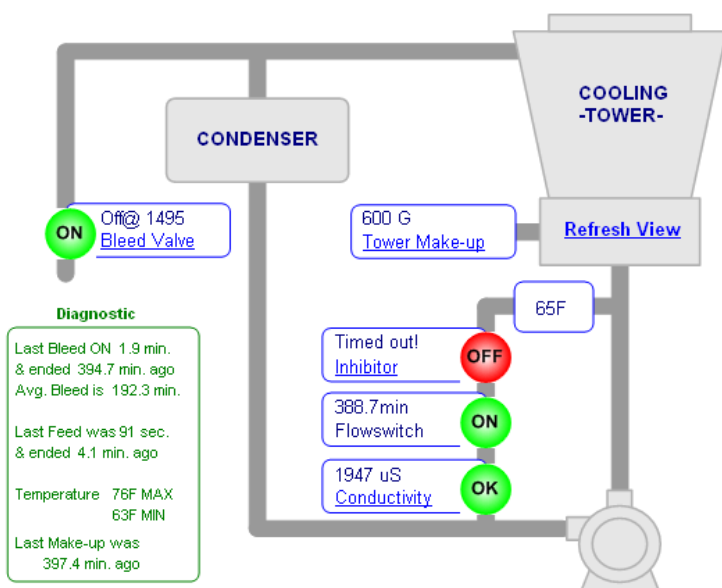 COOLING
-TOWER-
CONDENSER
ON
Off@ 1495
Bleed Valve
600 G
Tower Make-up
Refresh View
65F
Diagnostic
Last Bleed ON 1.9 min.
& ended 394.7 min. ago
Avg. Bleed is 192.3 min.
Last Feed was 91 sec.
& ended 4.1 min. ago
Temperature 76F MAX
63F MIN
Last Make-up was
397.4 min. ago
Timed out!
Inhibitor
OFF
388.7min
Flowswitch
ON
1947 uS
Conductivity
OK